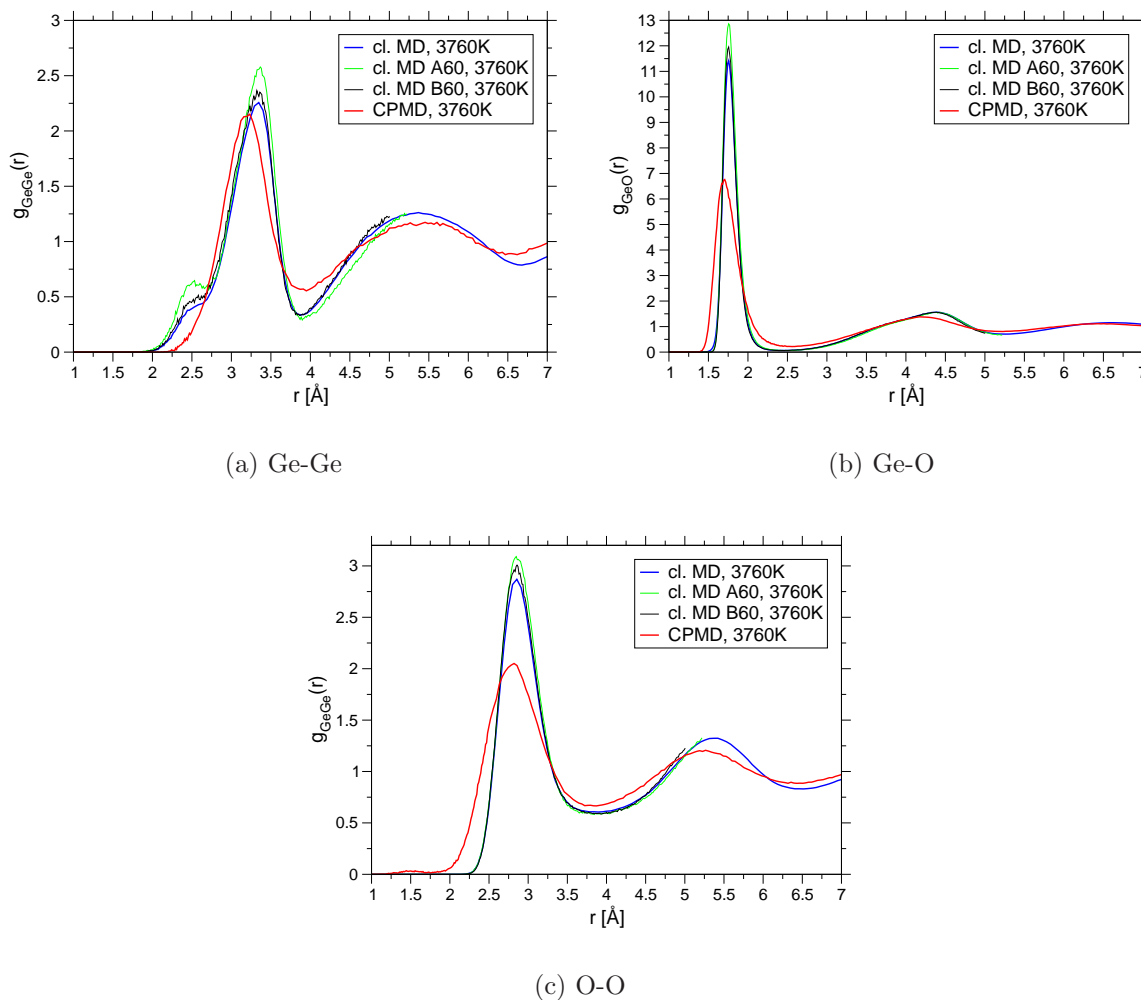 cl. MD, 3760K
cl. MD A60, 3760K
cl. MD B60, 3760K
CPMD, 3760K
g_GeGe(r)
3
2.5
2
1.5
1
0.5
0
1 1.5 2 2.5 3 3.5 4 4.5 5 5.5 6 6.5 7
r [Å]
(a) Ge-Ge
cl. MD, 3760K
cl. MD A60, 3760K
cl. MD B60, 3760K
CPMD, 3760K
g_GeO(r)
13
12
11
10
9
8
7
6
5
4
3
2
1
0
1 1.5 2 2.5 3 3.5 4 4.5 5 5.5 6 6.5 7
r [Å]
(b) Ge-O
cl. MD, 3760K
cl. MD A60, 3760K
cl. MD B60, 3760K
CPMD, 3760K
g_GeGe(r)
3
2.5
2
1.5
1
0.5
0
1 1.5 2 2.5 3 3.5 4 4.5 5 5.5 6 6.5 7
r [Å]
(c) O-O